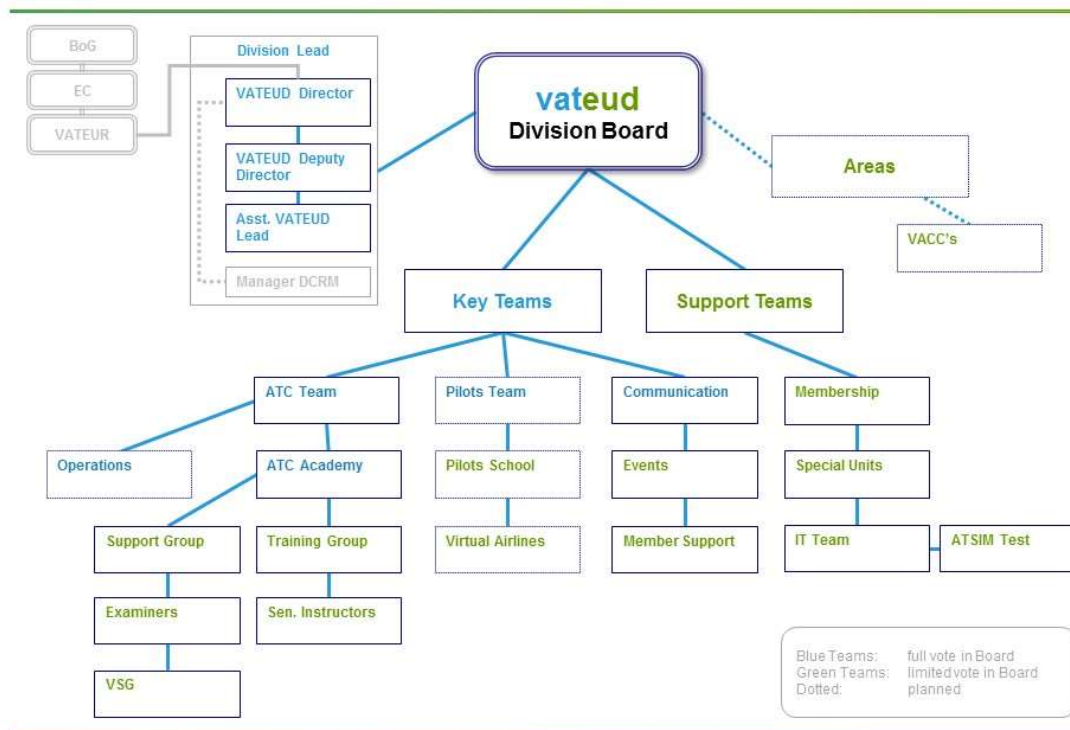 BoG
EC
VATEUR
Division Lead
VATEUD Director
VATEUD Deputy
Director
Asst. VATEUD
Lead
Manager DCRM
vateud
Division Board
Areas
VACC's
Key Teams
Support Teams
ATC Team
Pilots Team
Communication
Membership
Operations
ATC Academy
Pilots School
Events
Special Units
Support Group
Training Group
Virtual Airlines
Member Support
IT Team
ATSIM Test
Examiners
Sen. Instructors
VSG
Blue Teams: full vote in Board
Green Teams: limited vote in Board
Dotted: planned